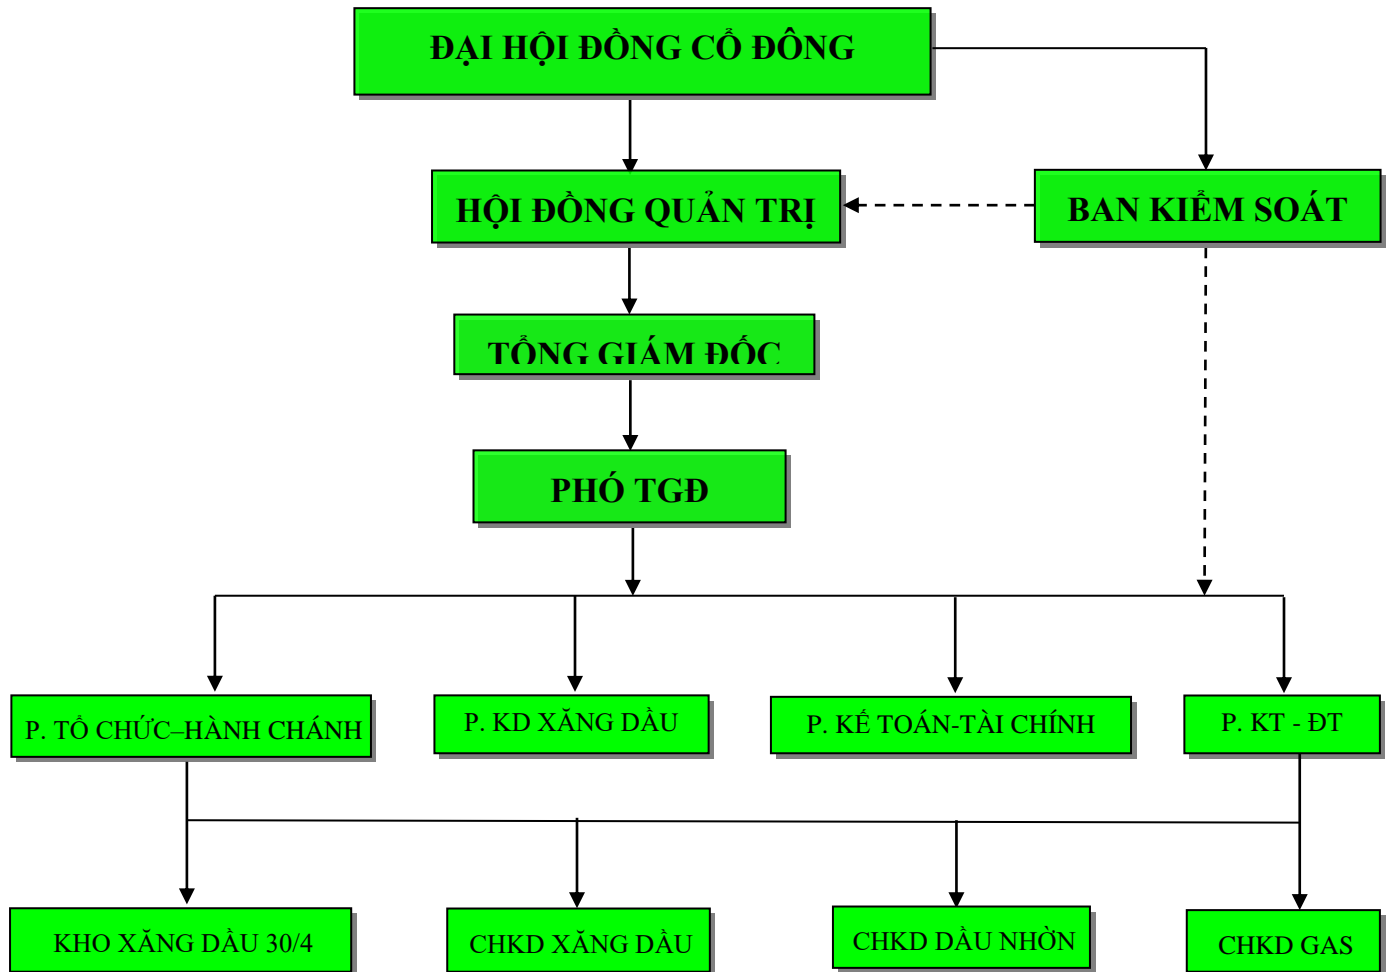 ĐẠI HỘI ĐỒNG CỔ ĐÔNG
HỘI ĐỒNG QUẢN TRỊ
BAN KIỂM SOÁT
TỔNG GIÁM ĐỐC
PHÓ TGĐ
P. TỔ CHỨC–HÀNH CHÁNH
P. KD XĂNG DẦU
P. KẾ TOÁN-TÀI CHÍNH
P. KT - ĐT
KHO XĂNG DẦU 30/4
CHKD XĂNG DẦU
CHKD DẦU NHỜN
CHKD GAS